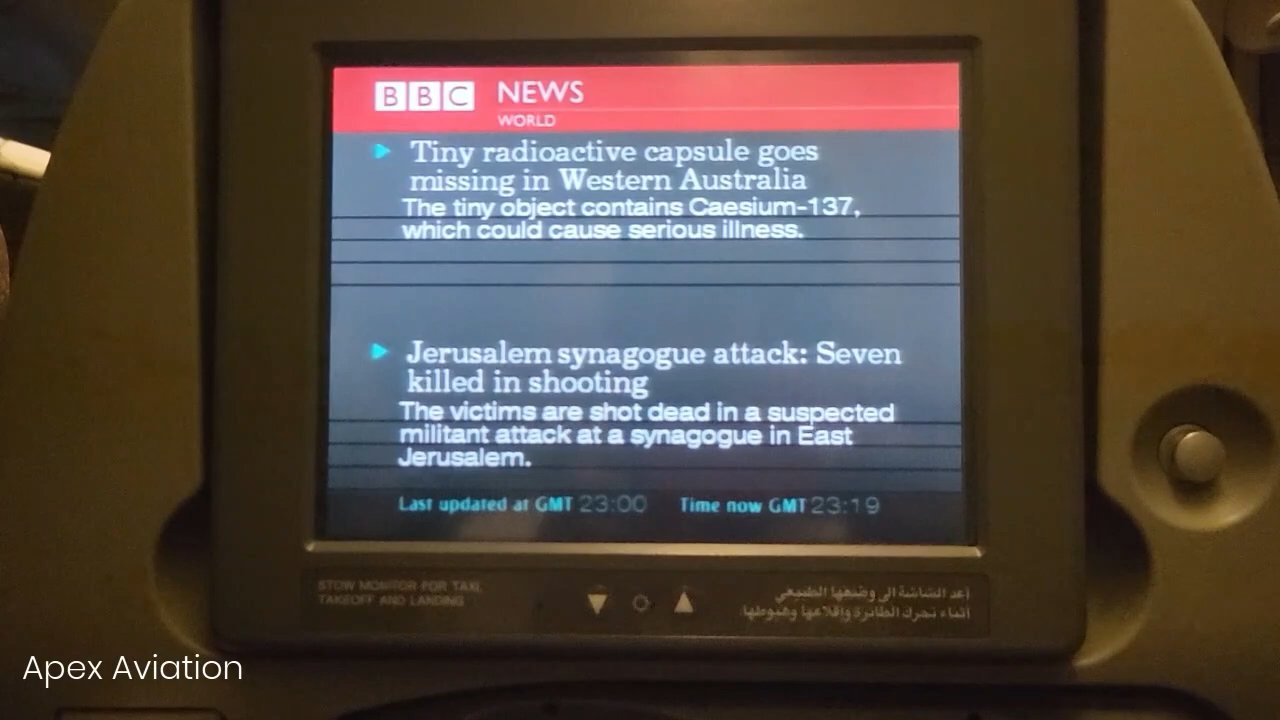 BBC NEWS
WORLD
Tiny radioactive capsule goes
missing in Western Australia
The tiny object contains Caesium-137,
which could cause serious illness.
Jerusalem synagogue attack: Seven
killed in shooting
The victims are shot dead in a suspected
militant attack at a synagogue in East
Jerusalem.
Last updated at GMT 23:00 Time now GMT 23:19
STOW MONITOR FOR TAXI,
TAKEOFF AND LANDING
أعد الشاشة إلى وضعها الطبيعي
أثناء تحرك الطائرة وإقلاعها وهبوطها
Apex Aviation